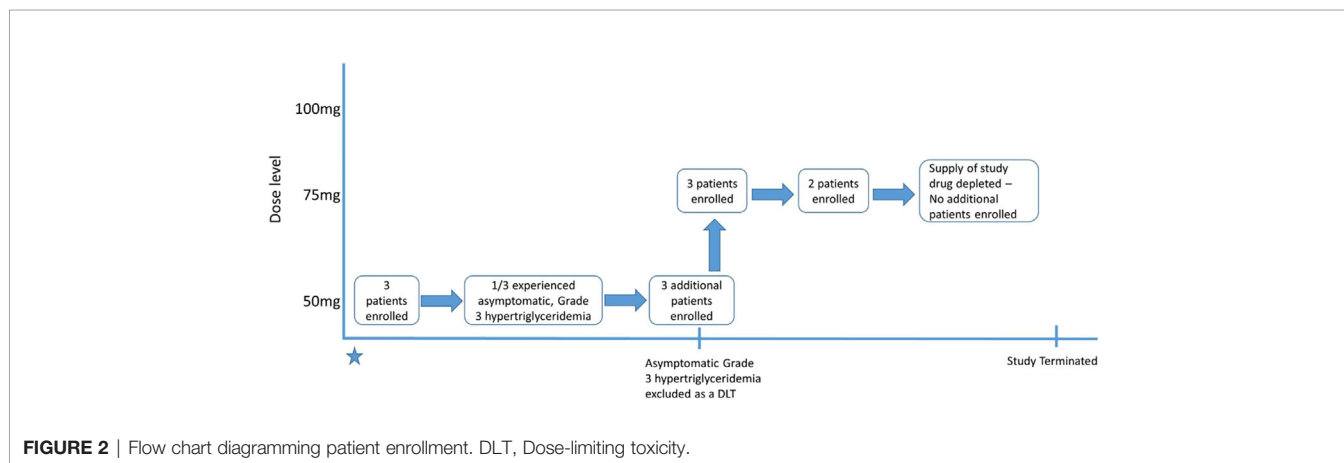 100mg
Dose level
75mg
50mg
3 patients
enrolled
2 patients
enrolled
Supply of study
drug depleted –
No additional
patients enrolled
3
patients
enrolled
1/3 experienced
asymptomatic, Grade
3 hypertriglyceridemia
3 additional
patients
enrolled
Asymptomatic Grade
3 hypertriglyceridemia
excluded as a DLT
Study Terminated
FIGURE 2 | Flow chart diagramming patient enrollment. DLT, Dose-limiting toxicity.